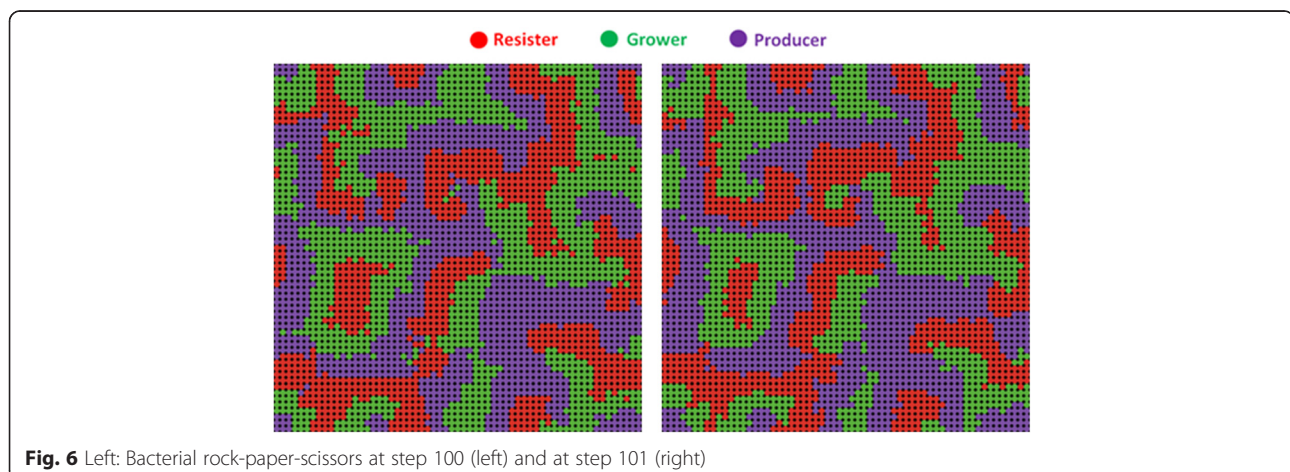 Resister Grower Producer
Fig. 6 Left: Bacterial rock-paper-scissors at step 100 (left) and at step 101 (right)